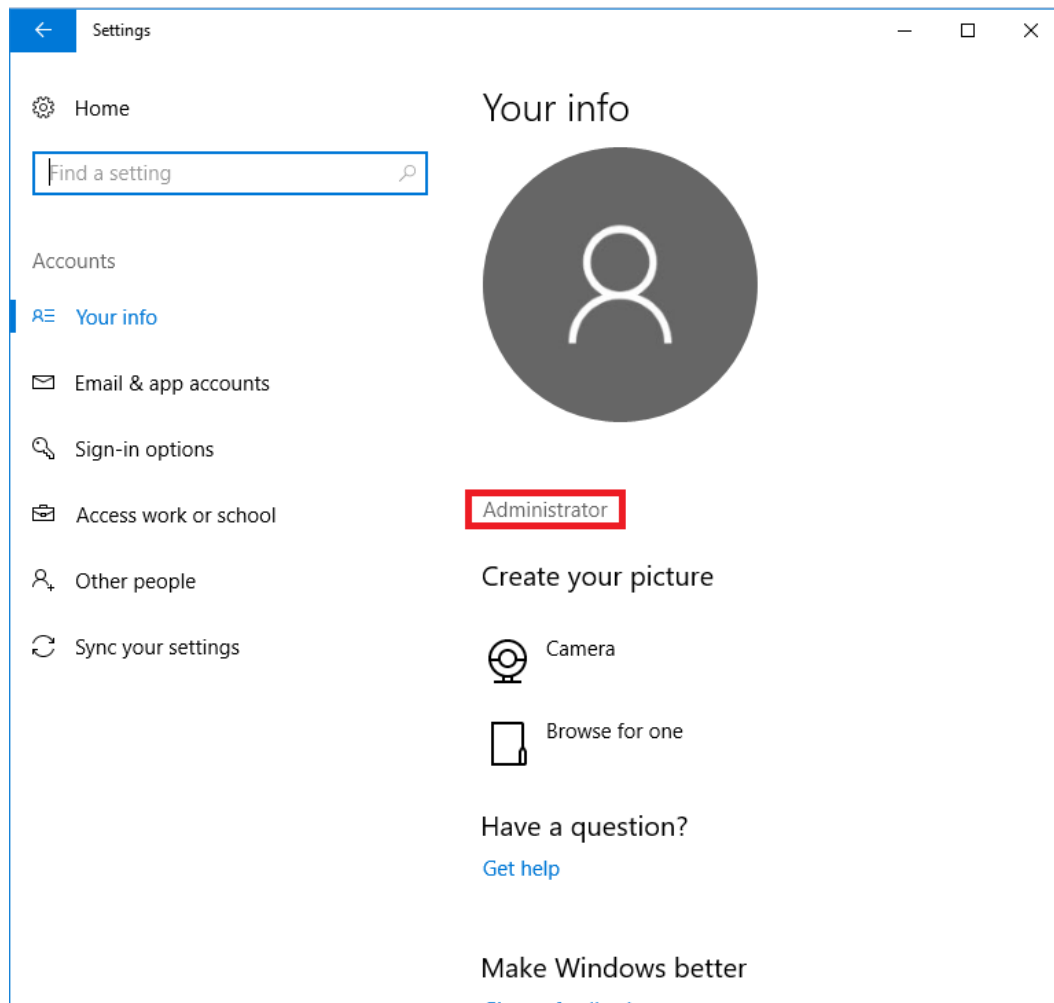 Settings
Home
Find a setting
Accounts
Your info
Email & app accounts
Sign-in options
Access work or school
Other people
Sync your settings
Your info
Administrator
Create your picture
Camera
Browse for one
Have a question?
Get help
Make Windows better